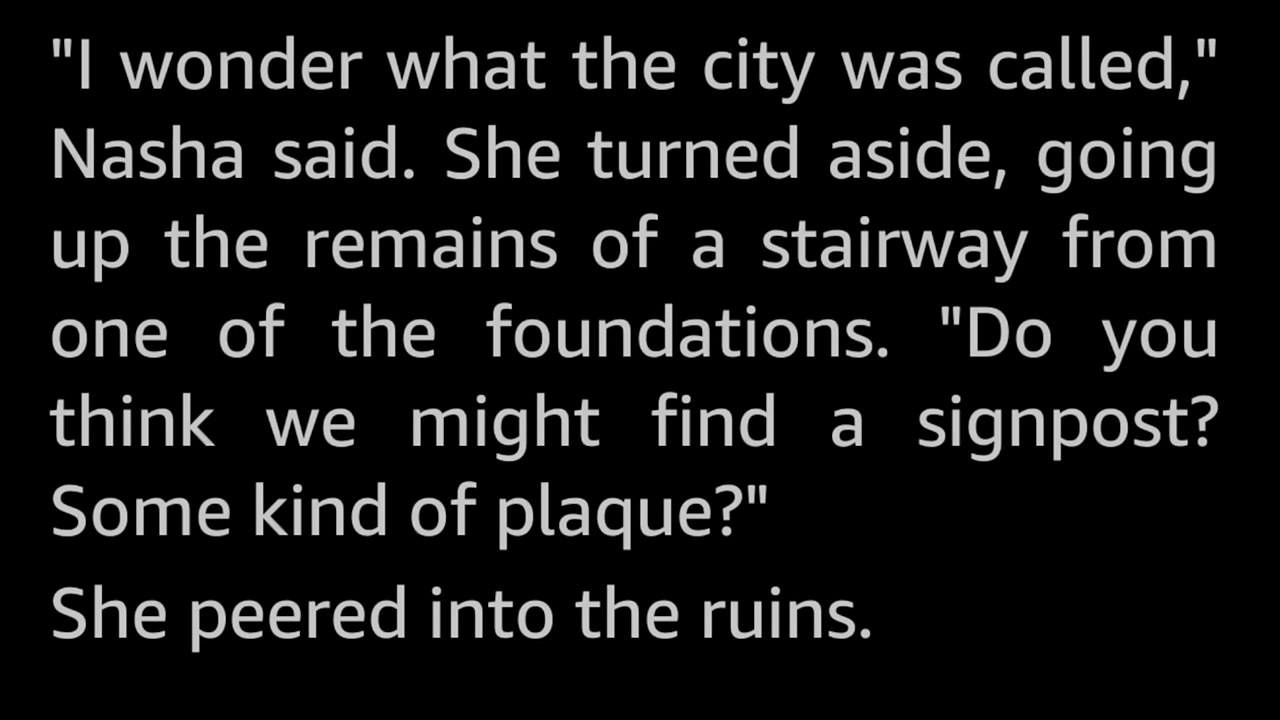 "I wonder what the city was called,"
Nasha said. She turned aside, going
up the remains of a stairway from
one of the foundations. "Do you
think we might find a signpost?
Some kind of plaque?"
She peered into the ruins.